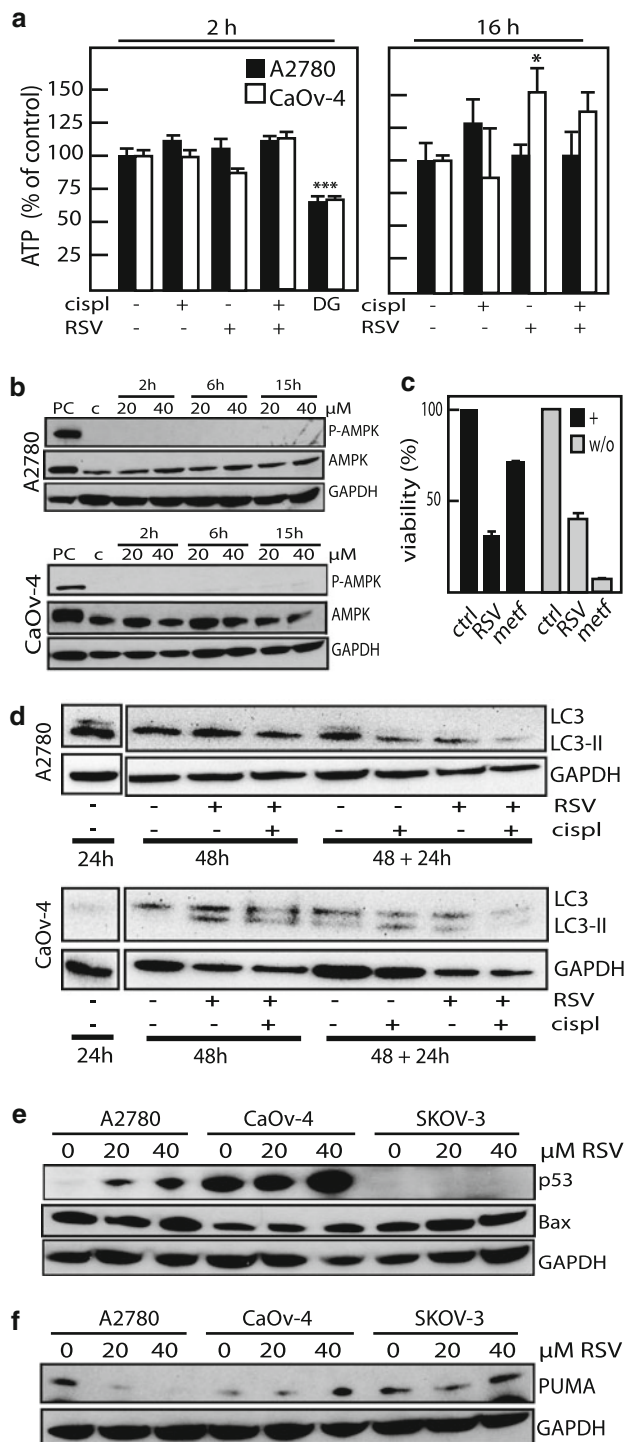 a
2 h
16 h
ATP (% of control)
150
125
100
75
50
25
A2780
CaOv-4
***
*
cispl - + - + DG
RSV - - + +
cispl - + - +
RSV - - + +
b
2h 6h 15h
PC c 20 40 20 40 20 40 μM
A2780
P-AMPK
AMPK
GAPDH
2h 6h 15h
PC c 20 40 20 40 20 40 μM
CaOv-4
P-AMPK
AMPK
GAPDH
c
viability (%)
100
50
+
w/o
ctrl RSV metf ctrl RSV metf
d
A2780
LC3
LC3-II
GAPDH
- - + + - - + + RSV
- - - + - + - + cispl
24h 48h 48 + 24h
CaOv-4
LC3
LC3-II
GAPDH
- - + + - - + + RSV
- - - + - + - + cispl
24h 48h 48 + 24h
e
A2780 CaOv-4 SKOV-3
0 20 40 0 20 40 0 20 40 μM RSV
p53
Bax
GAPDH
f
A2780 CaOv-4 SKOV-3
0 20 40 0 20 40 0 20 40 μM RSV
PUMA
GAPDH